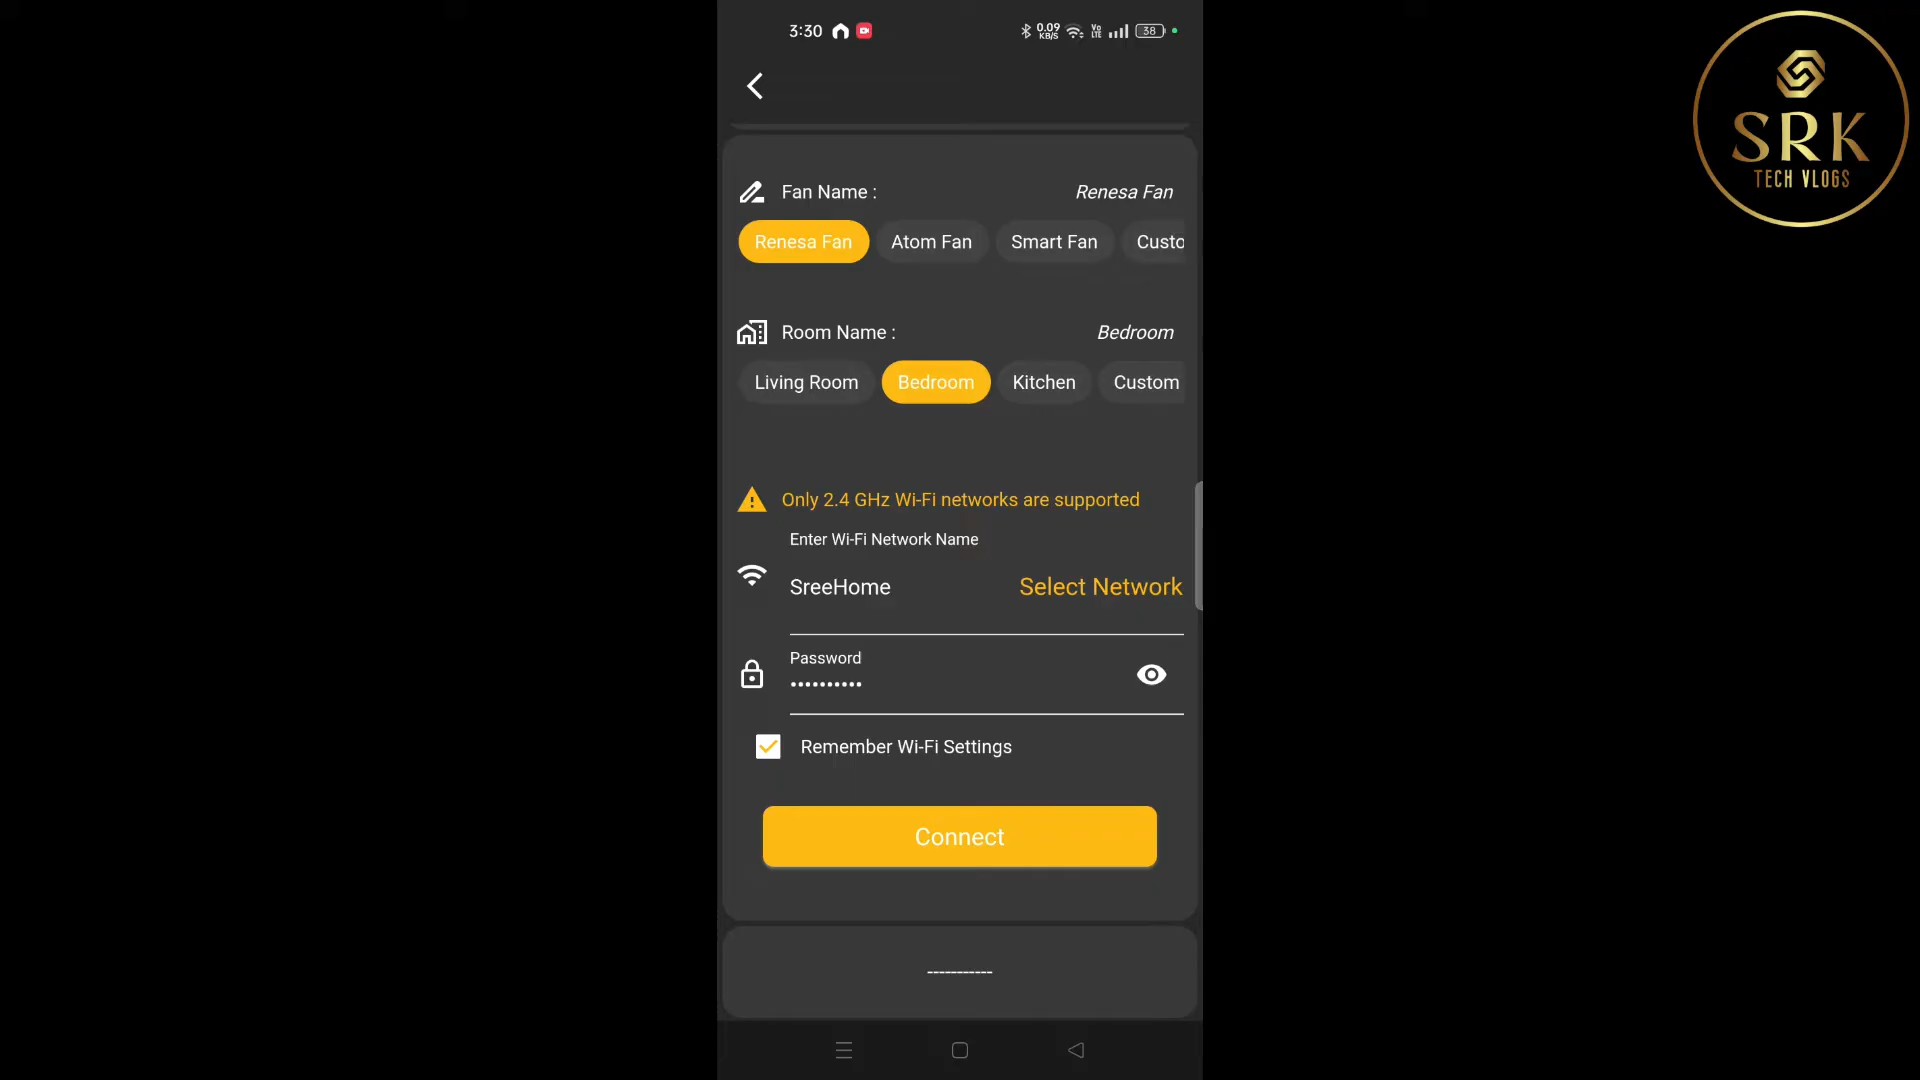 3:30
0.09
KB/S
Vo
LTE
38
SRK
TECH VLOGS
Fan Name :
Renesa Fan
Renesa Fan
Atom Fan
Smart Fan
Custo
Room Name :
Bedroom
Living Room
Bedroom
Kitchen
Custom
Only 2.4 GHz Wi-Fi networks are supported
Enter Wi-Fi Network Name
SreeHome
Select Network
Password
••••••••••
Remember Wi-Fi Settings
Connect
-----------